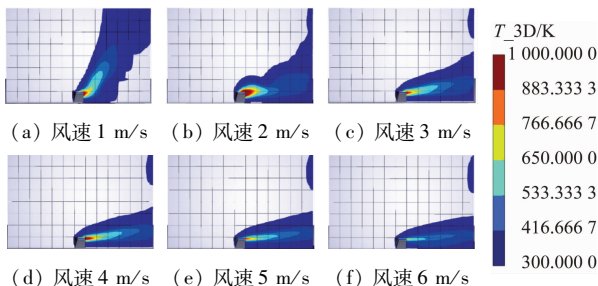 (a) 风速 1 m/s
(b) 风速 2 m/s
(c) 风速 3 m/s
(d) 风速 4 m/s
(e) 风速 5 m/s
(f) 风速 6 m/s
T_3D/K
1 000.000 0
883.333 3
766.666 7
650.000 0
533.333 3
416.666 7
300.000 0